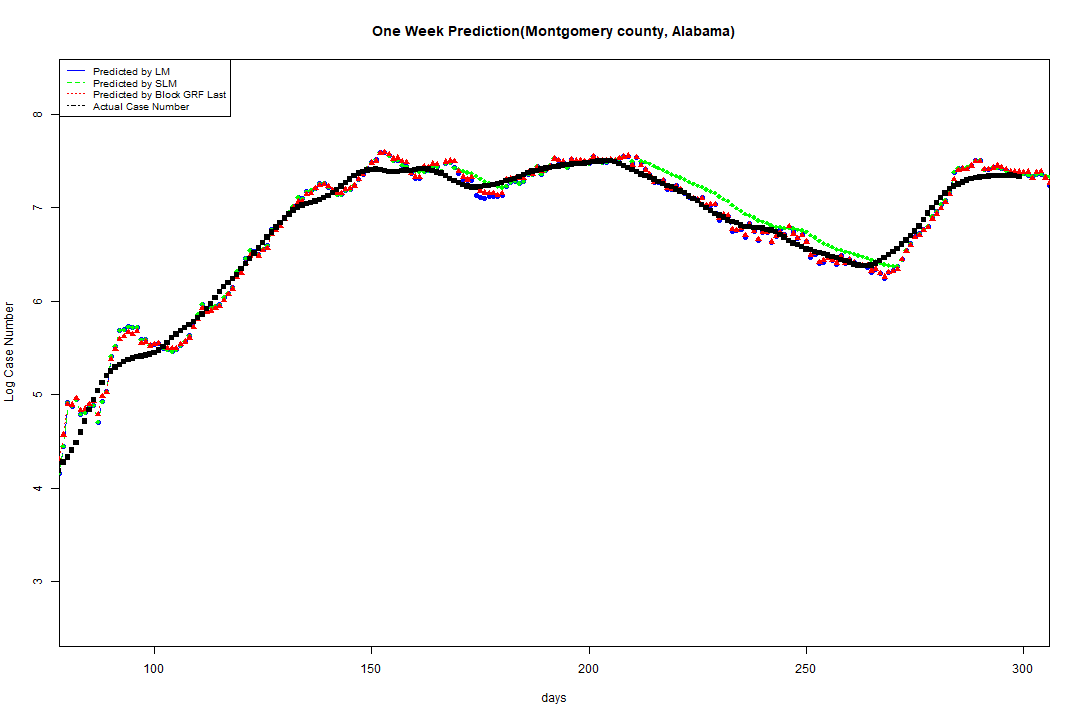 One Week Prediction(Montgomery county, Alabama)
Predicted by LM
Predicted by SLM
Predicted by Block GRF Last
Actual Case Number
8
7
6
5
4
3
Log Case Number
100 150 200 250 300
days